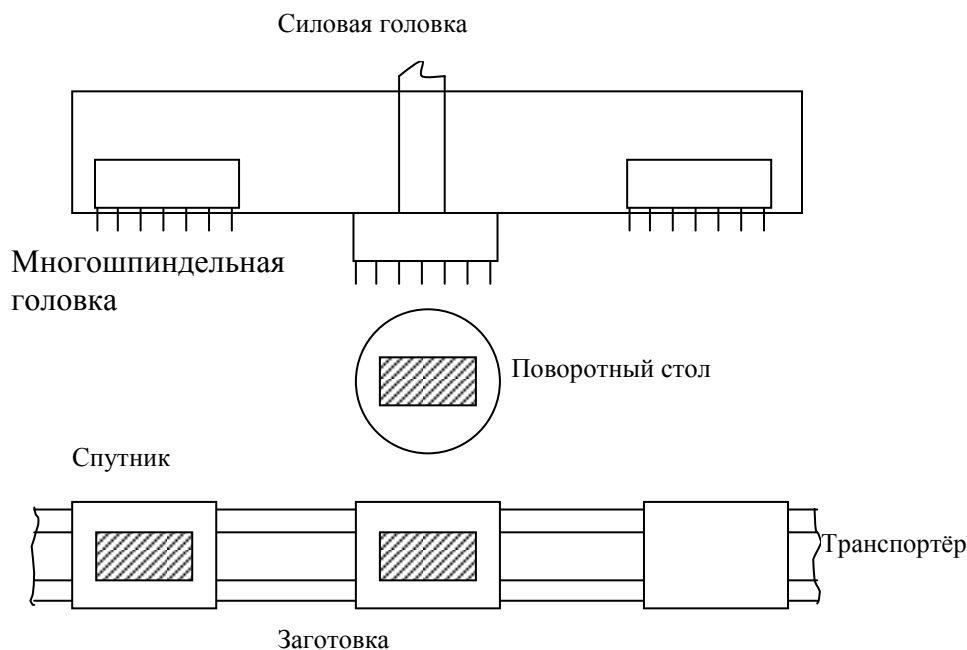 Силовая головка
Многошпиндельная
головка
Поворотный стол
Спутник
Транспортёр
Заготовка